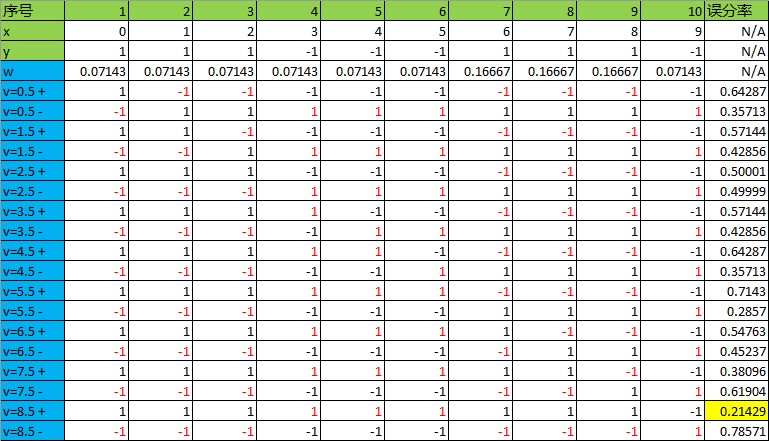 序号 1 2 3 4 5 6 7 8 9 10 误分率
x 0 1 2 3 4 5 6 7 8 9 N/A
y 1 1 1 -1 -1 -1 1 1 1 -1 N/A
w 0.07143 0.07143 0.07143 0.07143 0.07143 0.07143 0.16667 0.16667 0.16667 0.07143 N/A
v=0.5 + 1 -1 -1 -1 -1 -1 -1 -1 -1 -1 0.64287
v=0.5 - -1 1 1 1 1 1 1 1 1 1 0.35713
v=1.5 + 1 1 -1 -1 -1 -1 -1 -1 -1 -1 0.57144
v=1.5 - -1 -1 1 1 1 1 1 1 1 1 0.42856
v=2.5 + 1 1 1 -1 -1 -1 -1 -1 -1 -1 0.50001
v=2.5 - -1 -1 -1 1 1 1 1 1 1 1 0.49999
v=3.5 + 1 1 1 1 -1 -1 -1 -1 -1 -1 0.57144
v=3.5 - -1 -1 -1 -1 1 1 1 1 1 1 0.42856
v=4.5 + 1 1 1 1 1 -1 -1 -1 -1 -1 0.64287
v=4.5 - -1 -1 -1 -1 -1 1 1 1 1 1 0.35713
v=5.5 + 1 1 1 1 1 1 -1 -1 -1 -1 0.7143
v=5.5 - -1 -1 -1 -1 -1 -1 1 1 1 1 0.2857
v=6.5 + 1 1 1 1 1 1 1 -1 -1 -1 0.54763
v=6.5 - -1 -1 -1 -1 -1 -1 -1 1 1 1 0.45237
v=7.5 + 1 1 1 1 1 1 1 1 -1 -1 0.38096
v=7.5 - -1 -1 -1 -1 -1 -1 -1 -1 1 1 0.61904
v=8.5 + 1 1 1 1 1 1 1 1 1 -1 0.21429
v=8.5 - -1 -1 -1 -1 -1 -1 -1 -1 -1 1 0.78571